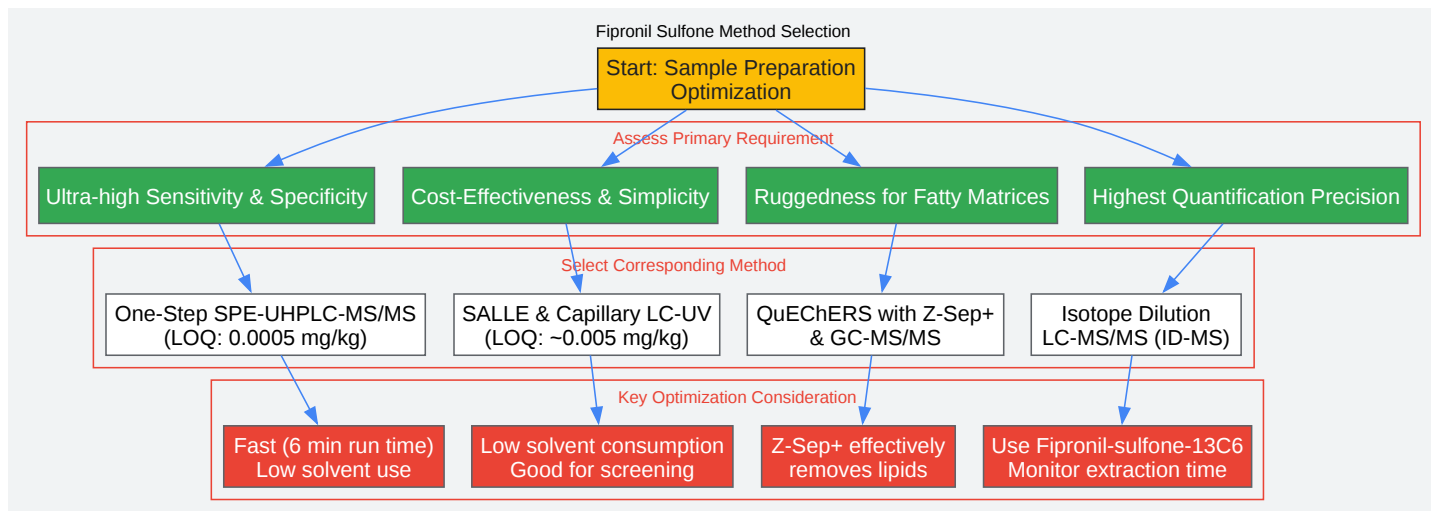 Fipronil Sulfone Method Selection
Start: Sample Preparation
Optimization
Assess Primary Requirement
Ultra-high Sensitivity & Specificity
Cost-Effectiveness & Simplicity
Ruggedness for Fatty Matrices
Highest Quantification Precision
Select Corresponding Method
One-Step SPE-UHPLC-MS/MS
(LOQ: 0.0005 mg/kg)
SALLE & Capillary LC-UV
(LOQ: ~0.005 mg/kg)
QuEChERS with Z-Sep+
& GC-MS/MS
Isotope Dilution
LC-MS/MS (ID-MS)
Key Optimization Consideration
Fast (6 min run time)
Low solvent use
Low solvent consumption
Good for screening
Z-Sep+ effectively
removes lipids
Use Fipronil-sulfone-13C6
Monitor extraction time